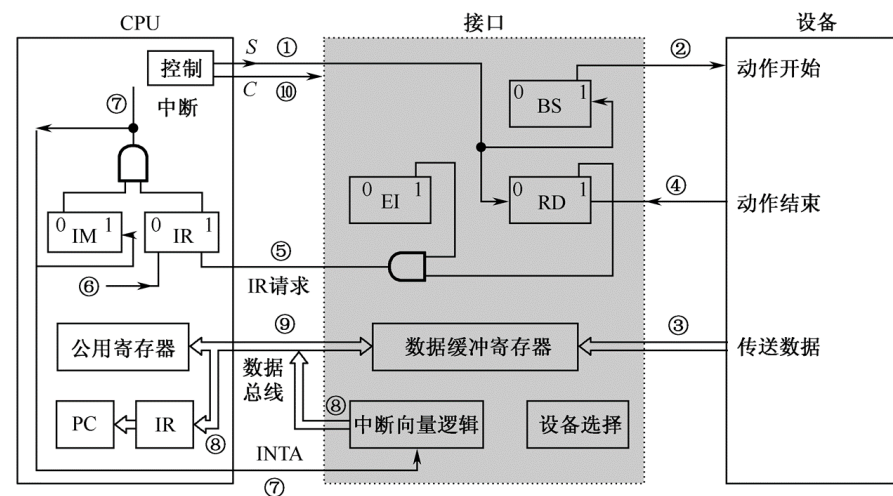 CPU
接口
设备
控制
S
①
C
⑩
②
动作开始
0
1
BS
中断
⑦
0
1
EI
0
1
RD
④
动作结束
0
1
IM
0
1
IR
⑤
IR请求
⑥
公用寄存器
⑨
数据
总线
数据缓冲寄存器
③
传送数据
PC
IR
⑧
⑧
中断向量逻辑
设备选择
INTA
⑦